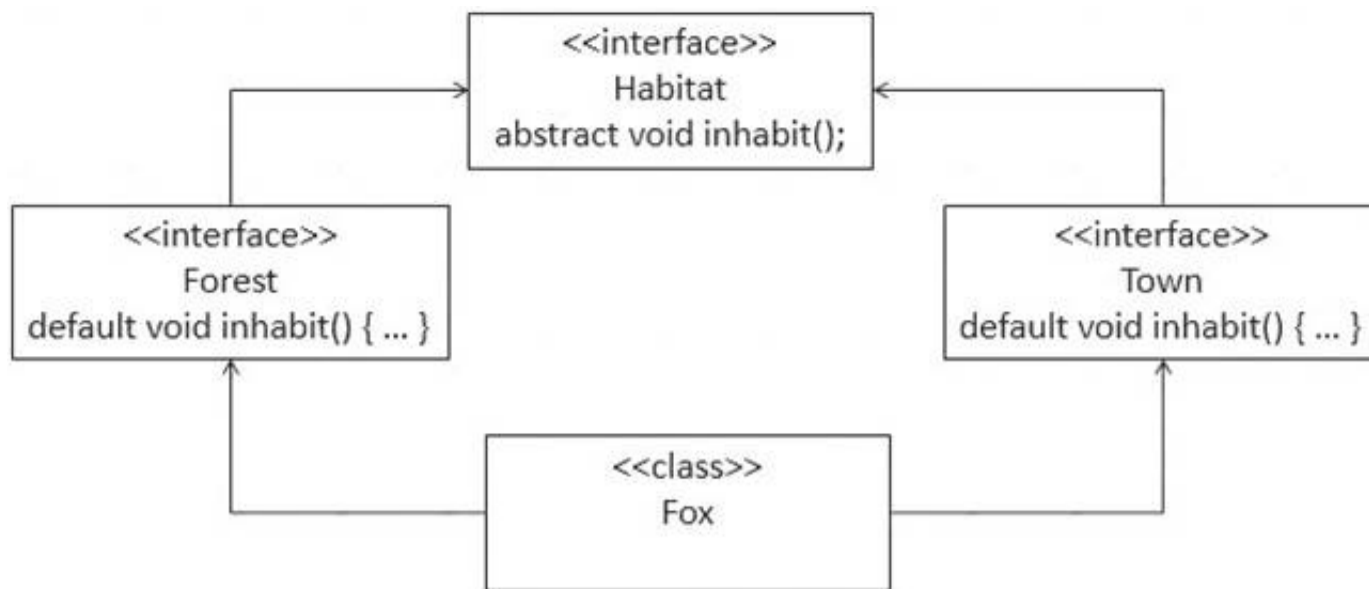 <<interface>>
Habitat
abstract void inhabit();
<<interface>>
Forest
default void inhabit() { ... }
<<interface>>
Town
default void inhabit() { ... }
<<class>>
Fox